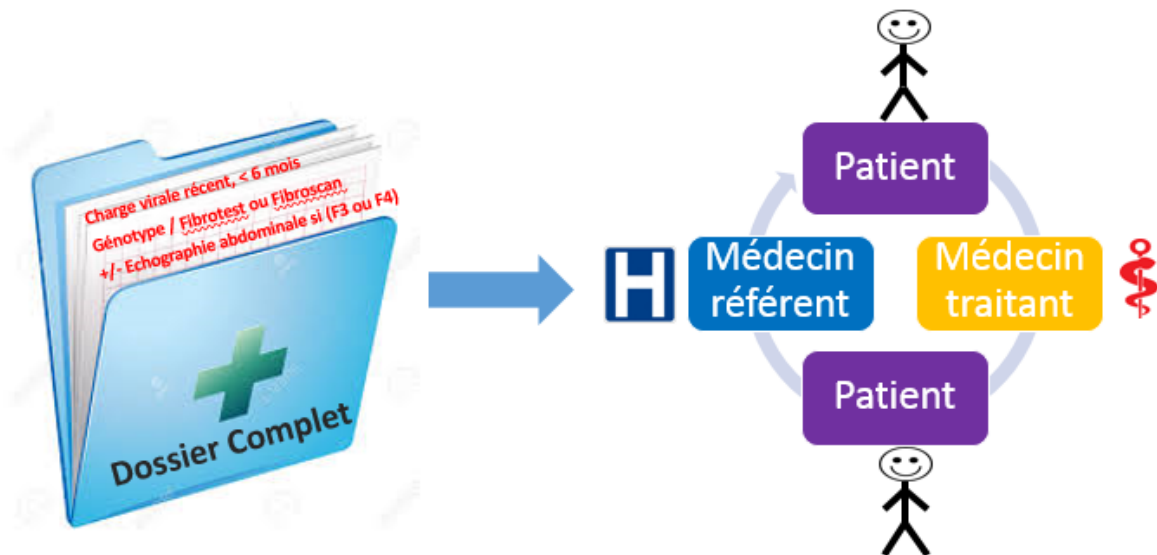 Charge virale récent, < 6 mois
Génotype / Fibrotest ou Fibroscan
+/- Echographie abdominale si (F3 ou F4)
Dossier Complet
Patient
H
Médecin
référent
Médecin
traitant
Patient